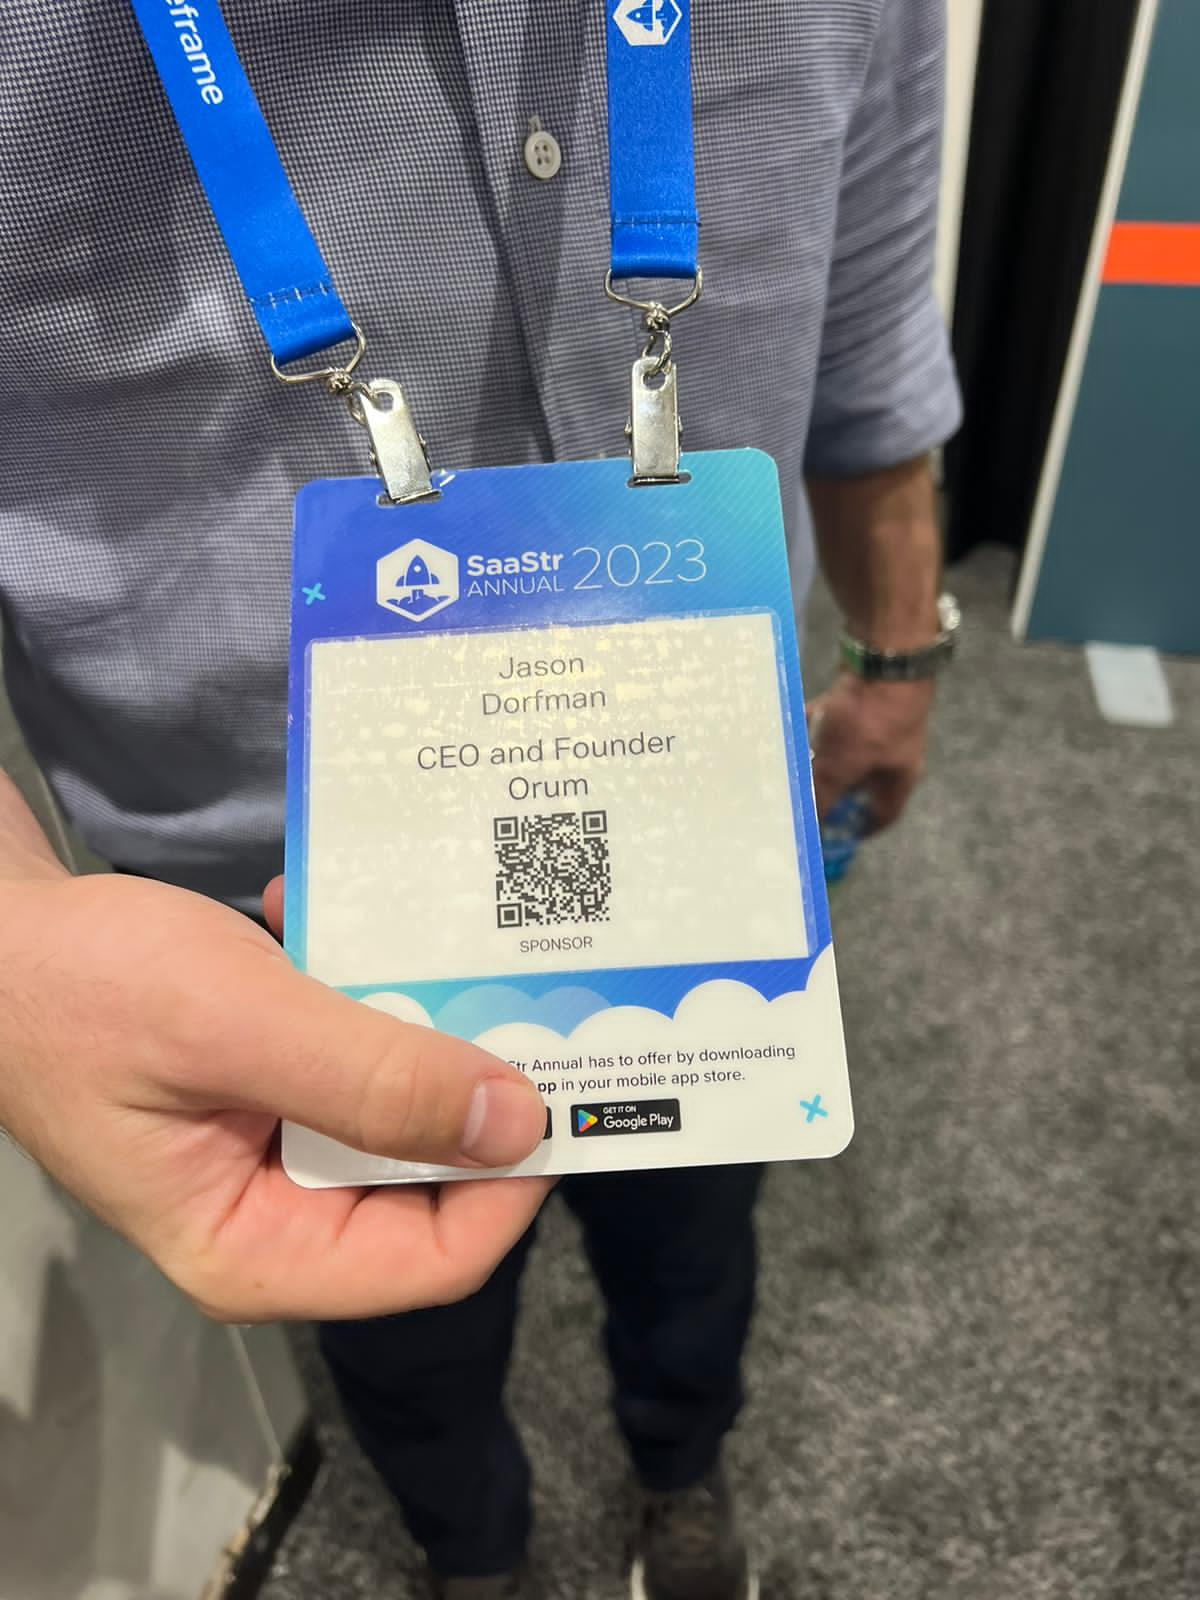 eframe
SaaStr
ANNUAL 2023
Jason
Dorfman
CEO and Founder
Orum
SPONSOR
Str Annual has to offer by downloading
pp in your mobile app store.
GET IT ON
Google Play